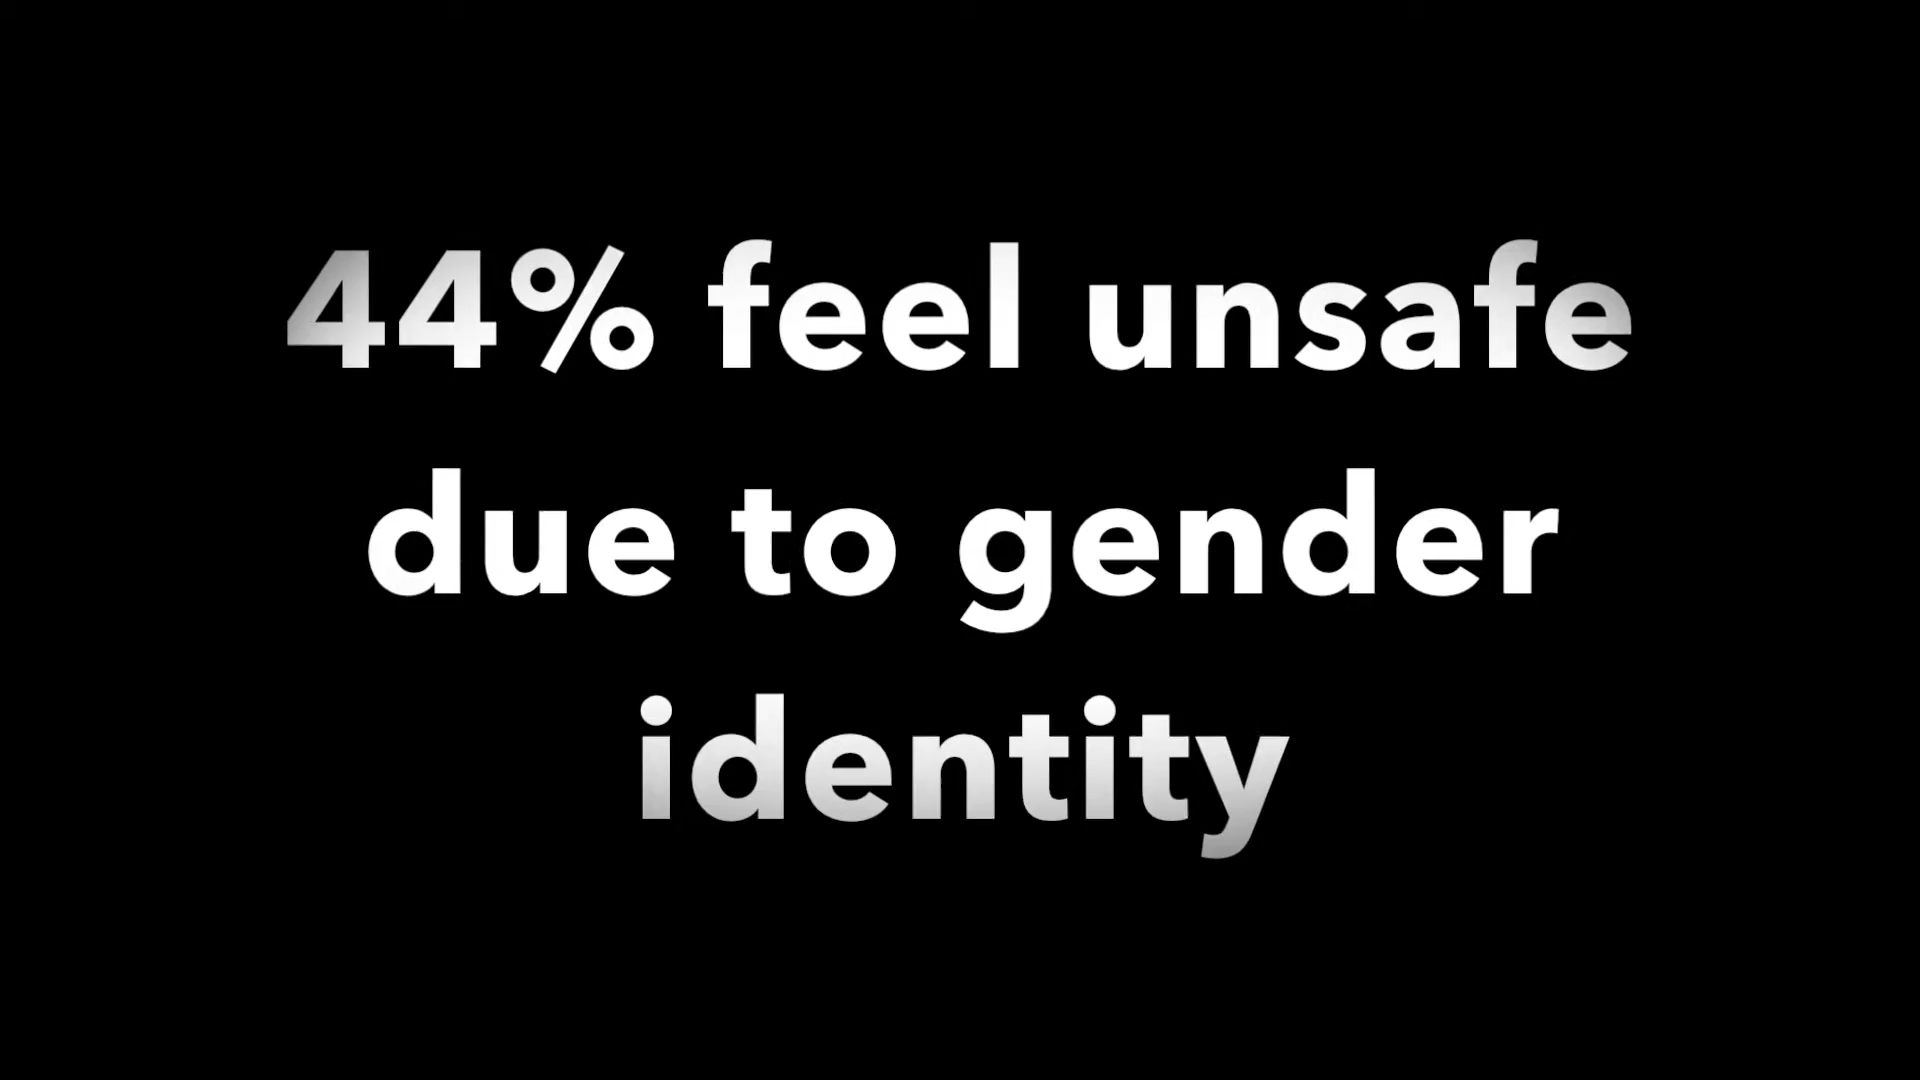 44% feel unsafe
due to gender
identity